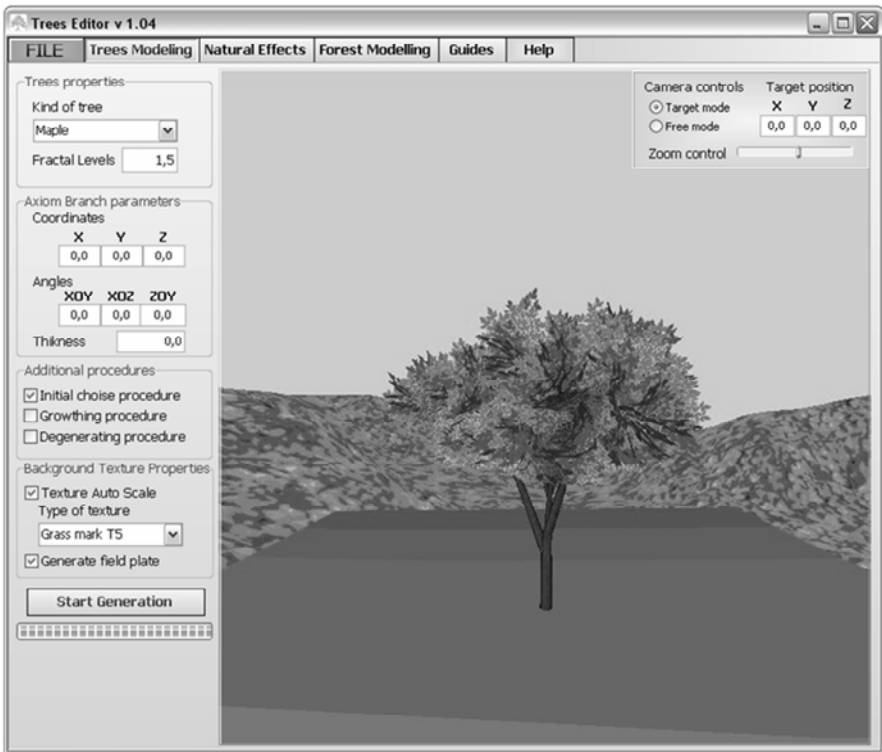 Trees Editor v 1.04
FILE Trees Modeling Natural Effects Forest Modelling Guides Help
Trees properties
Kind of tree
Maple
Fractal Levels 1,5
Axiom Branch parameters
Coordinates
X Y Z
0,0 0,0 0,0
Angles
XOY XOZ ZOY
0,0 0,0 0,0
Thikness 0,0
Additional procedures
Initial choise procedure
Growthing procedure
Degenerating procedure
Background Texture Properties
Texture Auto Scale
Type of texture
Grass mark T5
Generate field plate
Start Generation
Camera controls Target position
Target mode X Y Z
Free mode 0,0 0,0 0,0
Zoom control